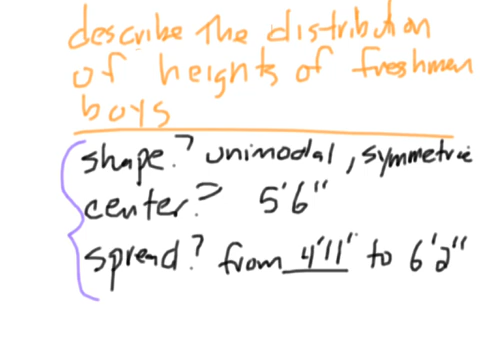 describe the distribution
of heights of freshmen
boys
shape? unimodal, symmetric
center? 5'6"
spread? from 4'11" to 6'2"